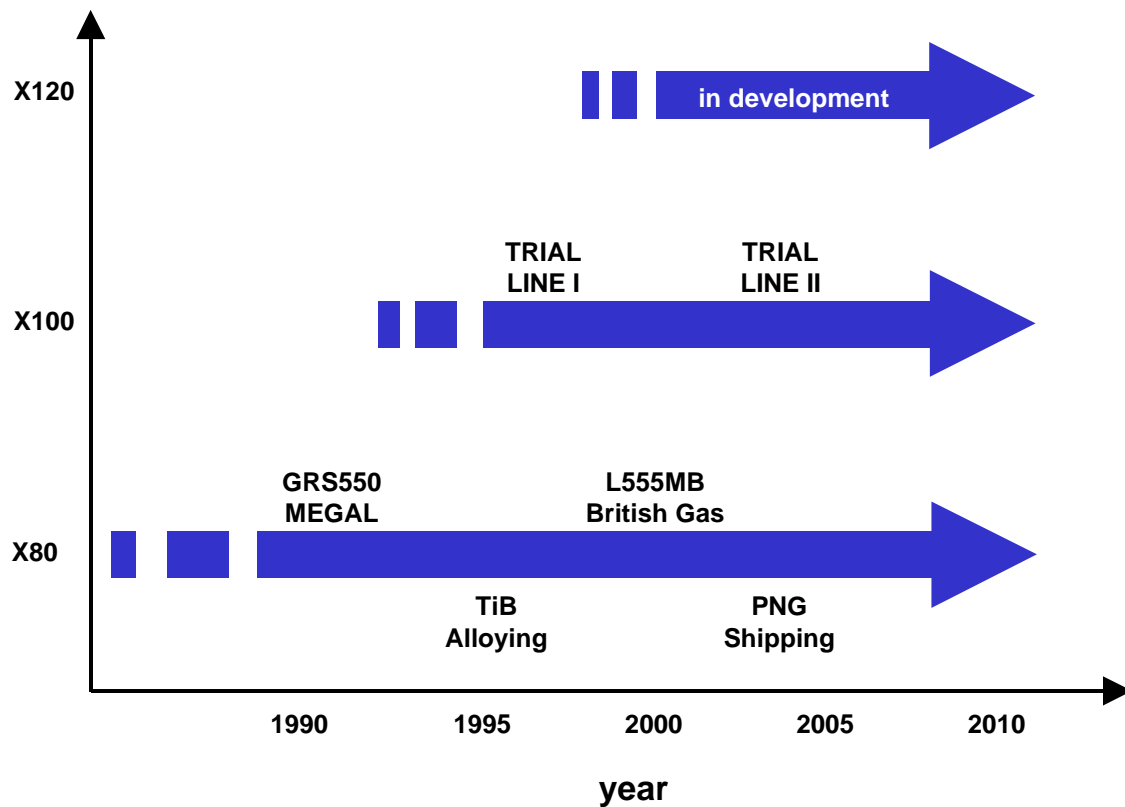 X120
in development
TRIAL
LINE I
TRIAL
LINE II
X100
GRS550
MEGAL
L555MB
British Gas
X80
TiB
Alloying
PNG
Shipping
1990
1995
2000
2005
2010
year